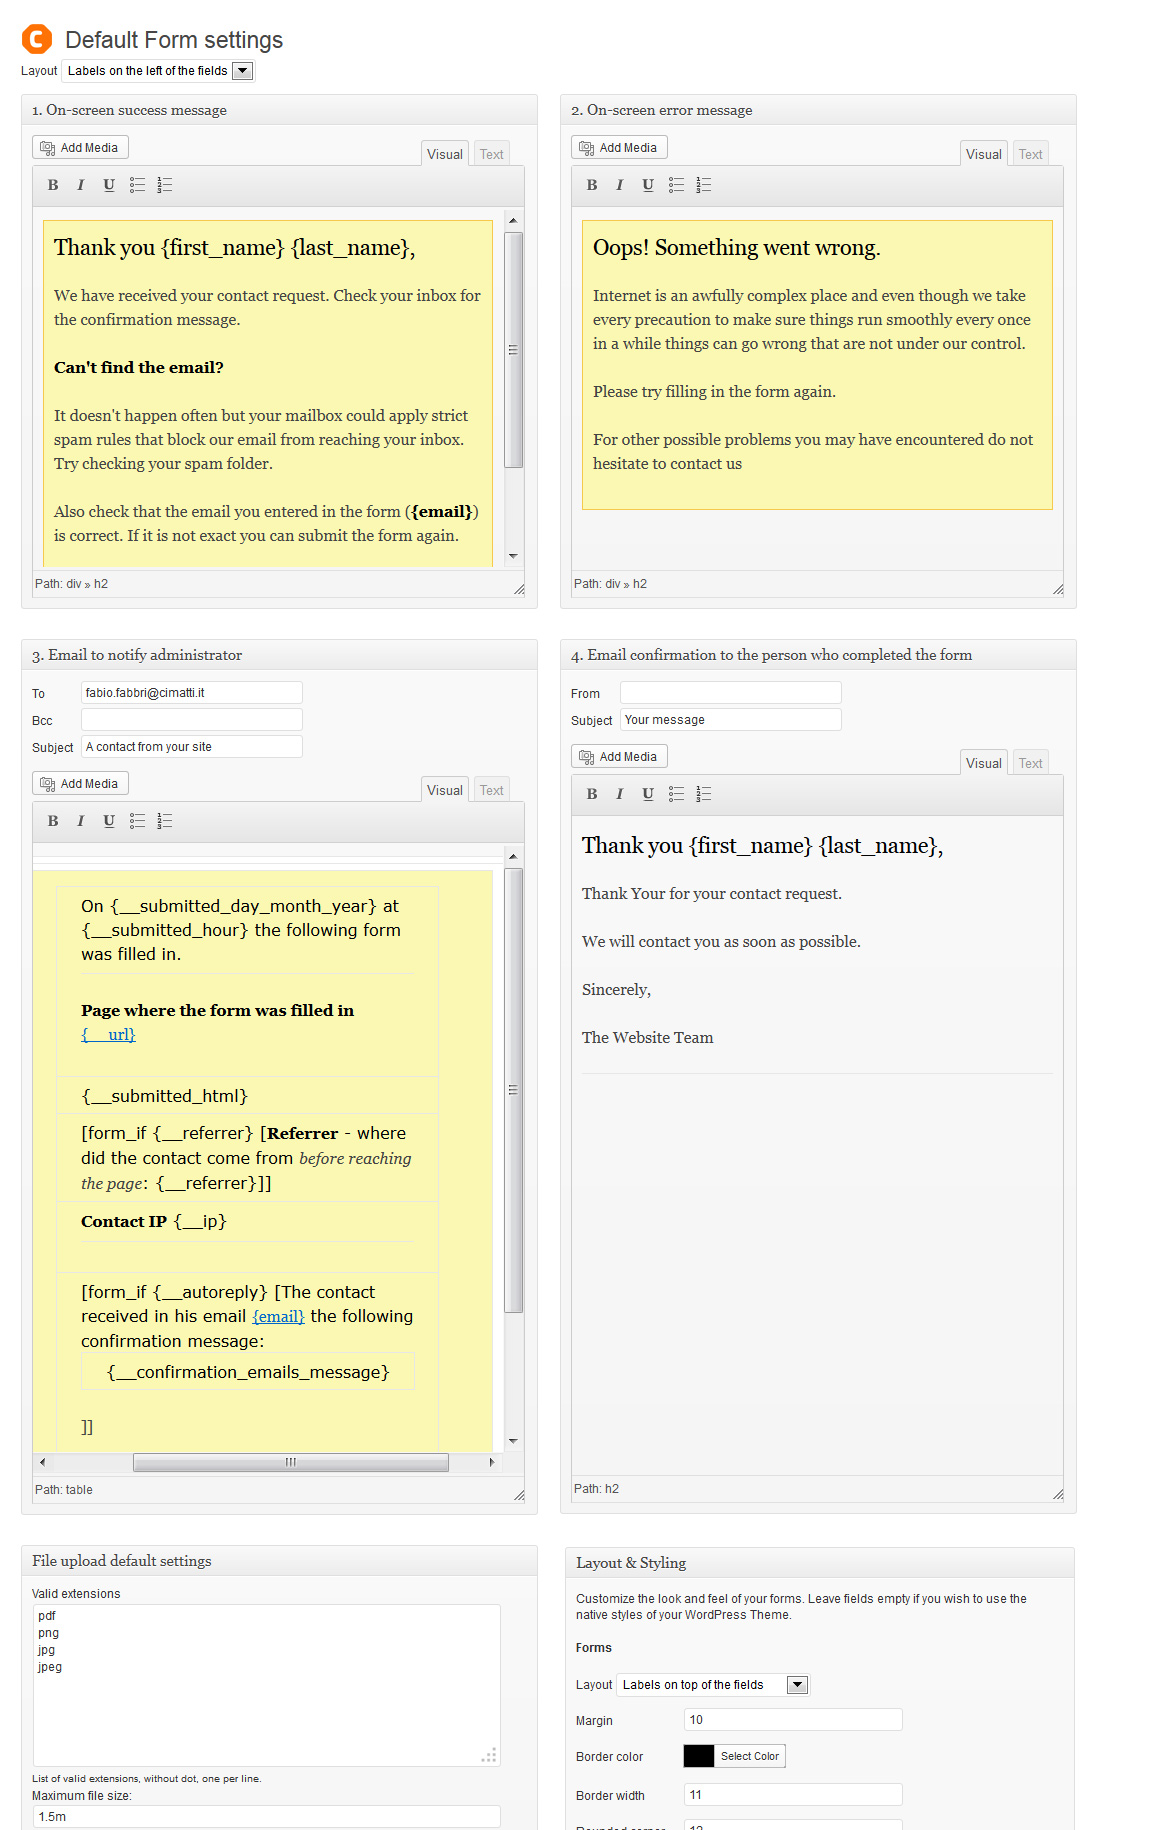 Default Form settings
Layout Labels on the left of the fields
1. On-screen success message
Add Media
Visual Text
B I U
Thank you {first_name} {last_name},
We have received your contact request. Check your inbox for
the confirmation message.
Can't find the email?
It doesn't happen often but your mailbox could apply strict
spam rules that block our email from reaching your inbox.
Try checking your spam folder.
Also check that the email you entered in the form ({email})
is correct. If it is not exact you can submit the form again.
Path: div » h2
2. On-screen error message
Add Media
Visual Text
B I U
Oops! Something went wrong.
Internet is an awfully complex place and even though we take
every precaution to make sure things run smoothly every once
in a while things can go wrong that are not under our control.
Please try filling in the form again.
For other possible problems you may have encountered do not
hesitate to contact us
Path: div » h2
3. Email to notify administrator
To fabio.fabbri@cimatti.it
Bcc
Subject A contact from your site
Add Media
Visual Text
B I U
On {__submitted_day_month_year} at
{__submitted_hour} the following form
was filled in.
Page where the form was filled in
{__url}
{__submitted_html}
[form_if {__referrer} [Referrer - where
did the contact come from before reaching
the page: {__referrer}]]
Contact IP {__ip}
[form_if {__autoreply} [The contact
received in his email {email} the following
confirmation message:
{__confirmation_emails_message}
]]
Path: table
4. Email confirmation to the person who completed the form
From
Subject Your message
Add Media
Visual Text
B I U
Thank you {first_name} {last_name},
Thank Your for your contact request.
We will contact you as soon as possible.
Sincerely,
The Website Team
Path: h2
File upload default settings
Valid extensions
pdf
png
jpg
jpeg
List of valid extensions, without dot, one per line.
Maximum file size:
1.5m
Layout & Styling
Customize the look and feel of your forms. Leave fields empty if you wish to use the
native styles of your WordPress Theme.
Forms
Layout Labels on top of the fields
Margin 10
Border color Select Color
Border width 11